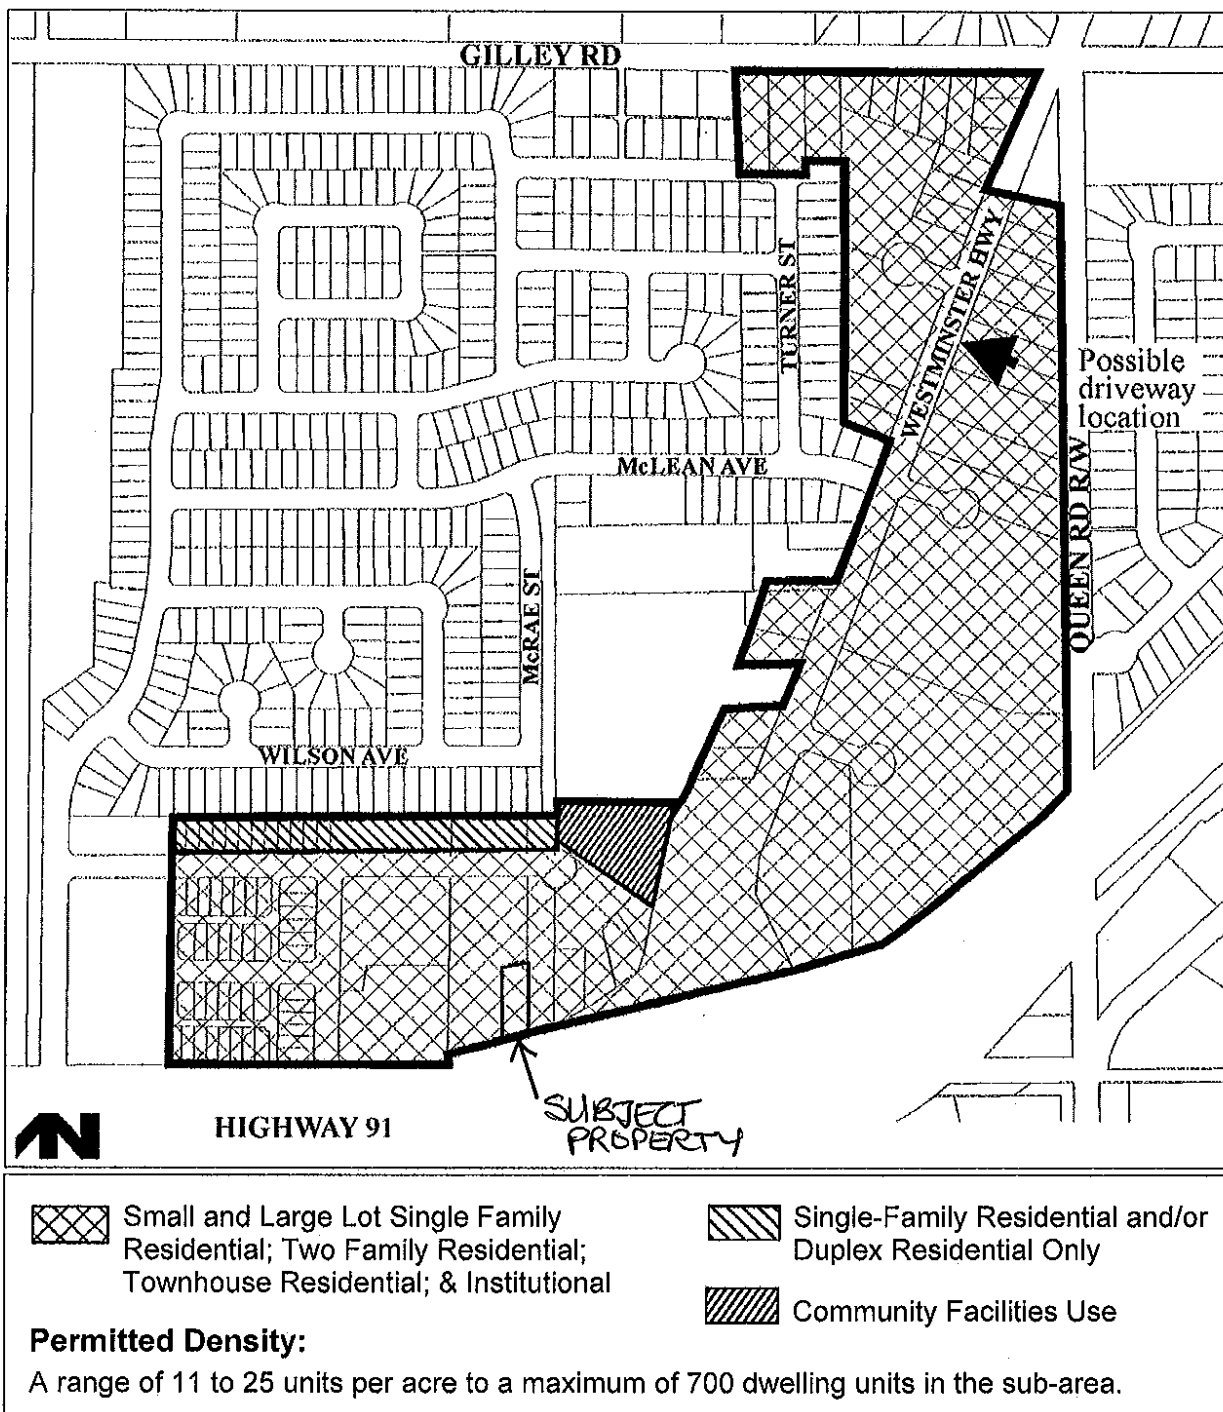 GILLEY RD
WESTMINSTER HWY
TURNER ST
Possible
driveway
location
McLEAN AVE
QUEEN RD R/W
McRAE ST
WILSON AVE
N
HIGHWAY 91
SUBJECT
PROPERTY
Small and Large Lot Single Family
Residential; Two Family Residential;
Townhouse Residential; & Institutional
Single-Family Residential and/or
Duplex Residential Only
Community Facilities Use
Permitted Density:
A range of 11 to 25 units per acre to a maximum of 700 dwelling units in the sub-area.